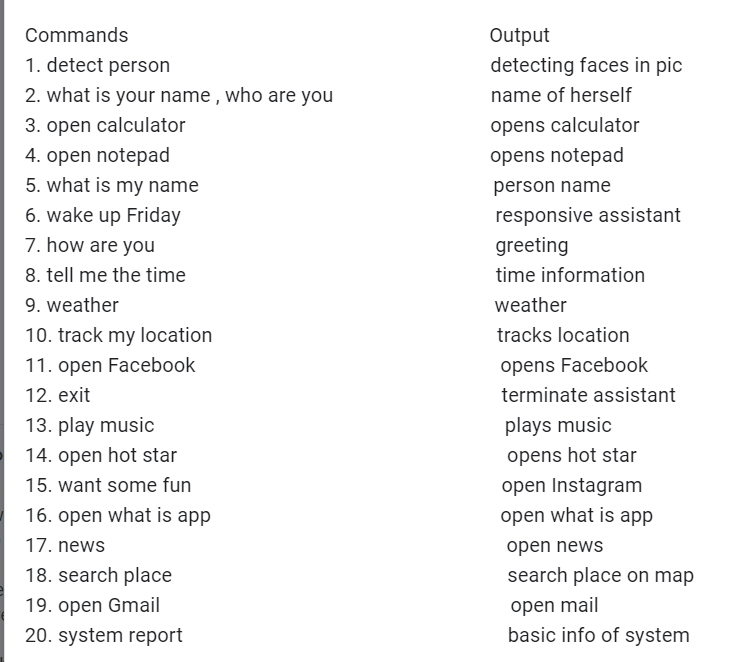 Commands Output
1. detect person detecting faces in pic
2. what is your name , who are you name of herself
3. open calculator opens calculator
4. open notepad opens notepad
5. what is my name person name
6. wake up Friday responsive assistant
7. how are you greeting
8. tell me the time time information
9. weather weather
10. track my location tracks location
11. open Facebook opens Facebook
12. exit terminate assistant
13. play music plays music
14. open hot star opens hot star
15. want some fun open Instagram
16. open what is app open what is app
17. news open news
18. search place search place on map
19. open Gmail open mail
20. system report basic info of system